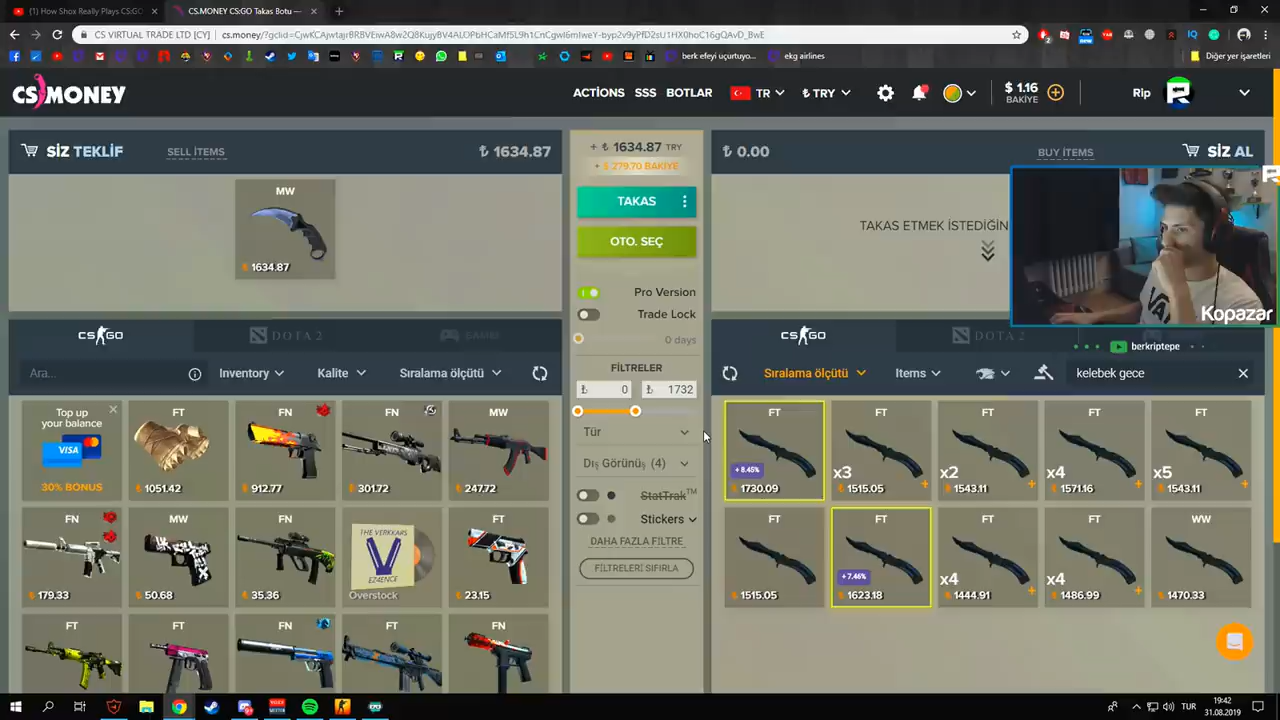 (1) How Shox Really Plays CS:GO
CS.MONEY CS:GO Takas Botu —
CS VIRTUAL TRADE LTD [CY]
berk efeyi uçurtuyo...
ekg airlines
Diğer yer işaretleri
CS.MONEY
ACTIONS
SSS
BOTLAR
TR
₺ TRY
$ 1.16
BAKİYE
Rip
SİZ TEKLİF
SELL ITEMS
₺ 1634.87
+ ₺ 1634.87 TRY
+ $ 279.70 BAKİYE
₺ 0.00
BUY ITEMS
SİZ AL
MW
₺ 1634.87
TAKAS
OTO. SEÇ
TAKAS ETMEK İSTEDİĞİN
Kopazar
berkriptepe
Pro Version
Trade Lock
0 days
CS:GO
DOTA 2
GAMES
CS:GO
DOTA 2
Ara...
Inventory
Kalite
Sıralama ölçütü
FİLTRELER
₺ 0
₺ 1732
Tür
Dış Görünüş (4)
StatTrak™
Stickers
DAHA FAZLA FİLTRE
FİLTRELERİ SIFIRLA
Sıralama ölçütü
Items
kelebek gece
Top up
your balance
VISA
30% BONUS
FT
₺ 1051.42
FN
₺ 912.77
FN
₺ 301.72
MW
₺ 247.72
FN
₺ 179.33
MW
₺ 50.68
FN
₺ 35.36
THE VERKKARS
EZ4ENCE
Overstock
FT
₺ 23.15
FT
FT
FN
FT
FN
FT
+ 8.45%
₺ 1730.09
FT
x3
₺ 1515.05
FT
x2
₺ 1543.11
FT
x4
₺ 1571.16
FT
x5
₺ 1543.11
FT
₺ 1515.05
FT
+ 7.46%
₺ 1623.18
FT
x4
₺ 1444.91
FT
x4
₺ 1486.99
WW
₺ 1470.33
TUR
19:42
31.08.2019